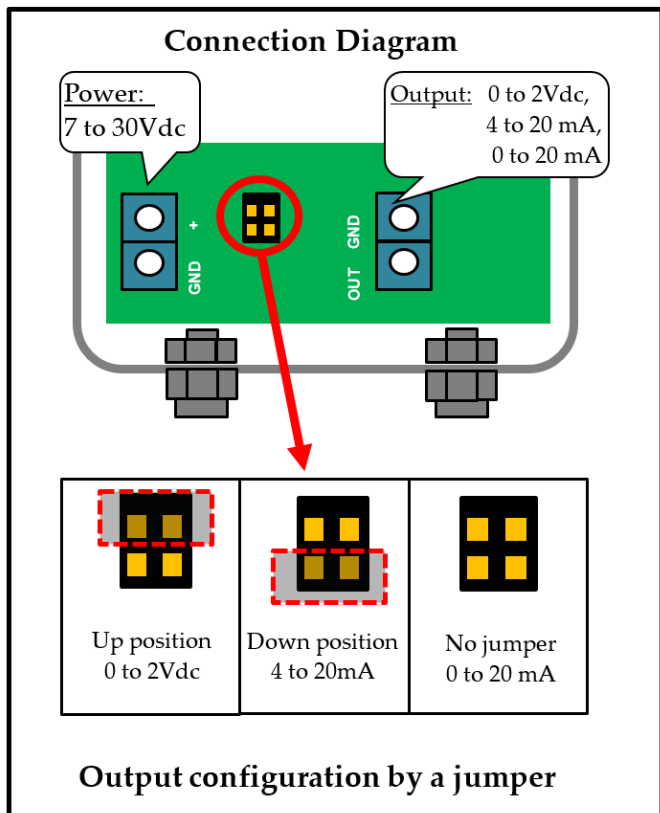 Connection Diagram
Power:
7 to 30Vdc
Output: 0 to 2Vdc,
4 to 20 mA,
0 to 20 mA
+
GND
GND
OUT
Up position
0 to 2Vdc
Down position
4 to 20mA
No jumper
0 to 20 mA
Output configuration by a jumper